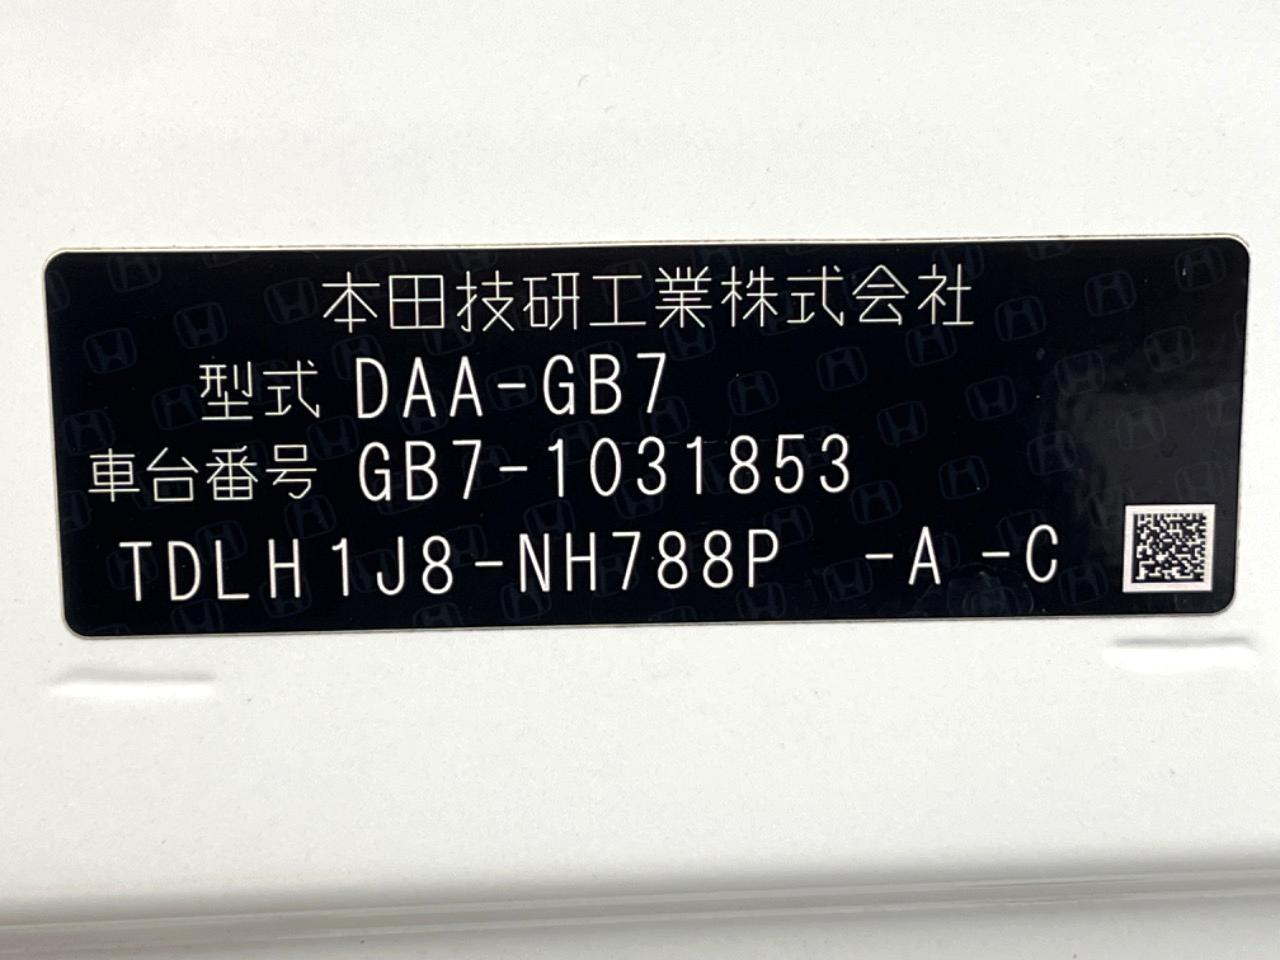 本田技研工業株式会社
型式 DAA-GB7
車台番号 GB7-1031853
TDLH1J8-NH788P -A -C